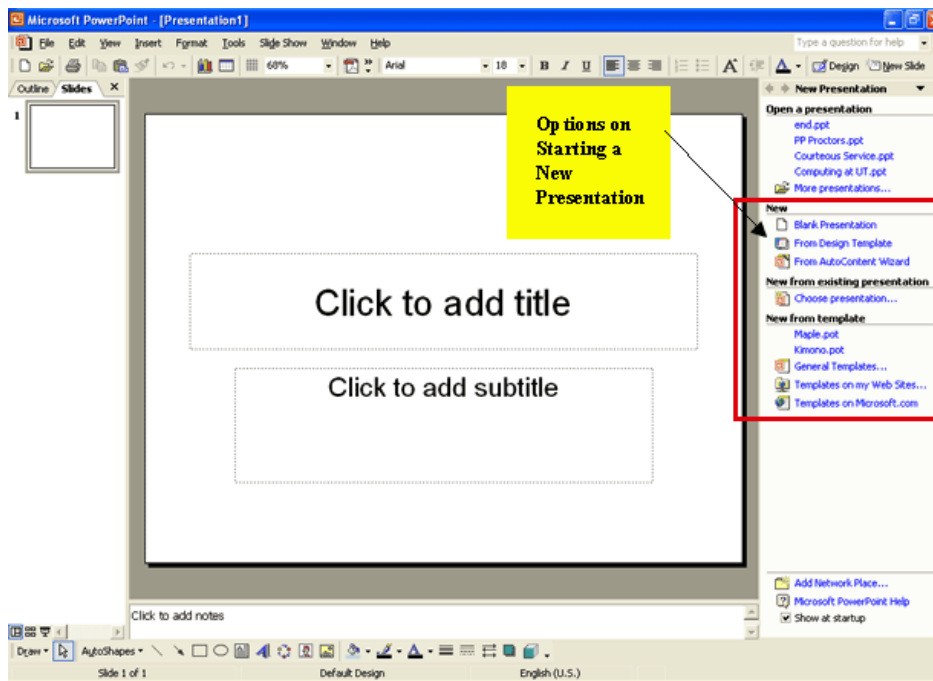 Microsoft PowerPoint - [Presentation1]
File Edit View Insert Format Tools Slide Show Window Help
Type a question for help
68% Arial 18 B I U A A Design New Slide
Outline Slides
New Presentation
1
Open a presentation
end.ppt
PP Proctors.ppt
Courteous Service.ppt
Computing at UT.ppt
More presentations...
New
Blank Presentation
From Design Template
From AutoContent Wizard
New from existing presentation
Choose presentation...
New from template
Maple.pot
Kimono.pot
General Templates...
Templates on my Web Sites...
Templates on Microsoft.com
Options on
Starting a
New
Presentation
Click to add title
Click to add subtitle
Add Network Place...
Microsoft PowerPoint Help
Show at startup
Click to add notes
Draw AutoShapes A A
Slide 1 of 1 Default Design English (U.S.)